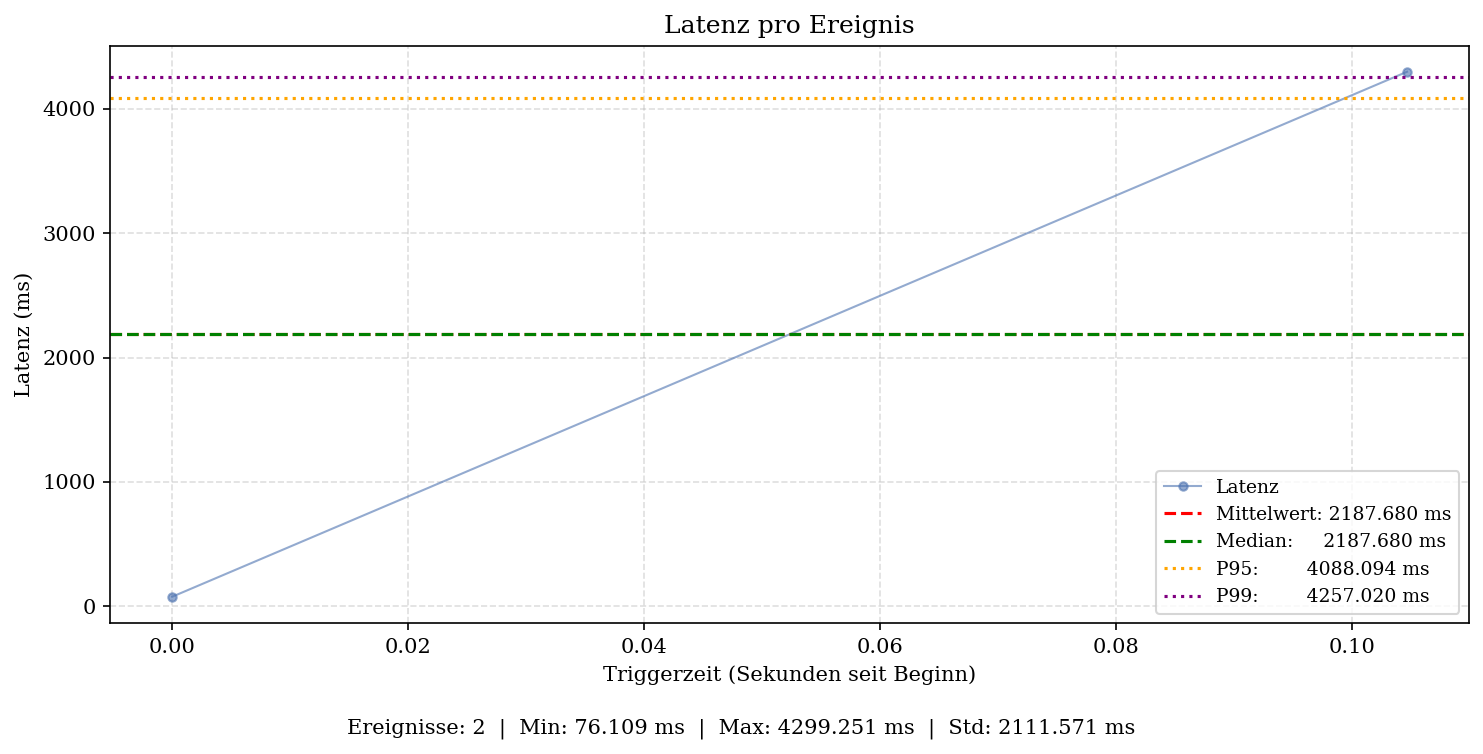 Latenz pro Ereignis
Latenz (ms)
4000
3000
2000
1000
0
0.00 0.02 0.04 0.06 0.08 0.10
Triggerzeit (Sekunden seit Beginn)
Latenz
Mittelwert: 2187.680 ms
Median: 2187.680 ms
P95: 4088.094 ms
P99: 4257.020 ms
Ereignisse: 2 | Min: 76.109 ms | Max: 4299.251 ms | Std: 2111.571 ms